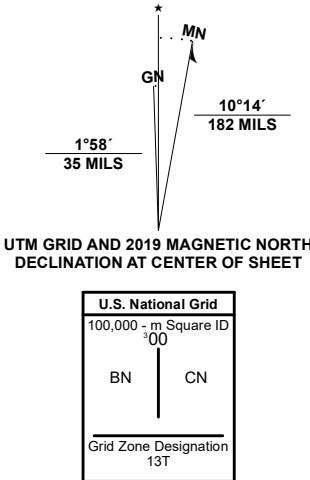 MN
GN
10°14´
182 MILS
1°58´
35 MILS
UTM GRID AND 2019 MAGNETIC NORTH
DECLINATION AT CENTER OF SHEET
U.S. National Grid
100,000 - m Square ID
³00
BN CN
Grid Zone Designation
13T